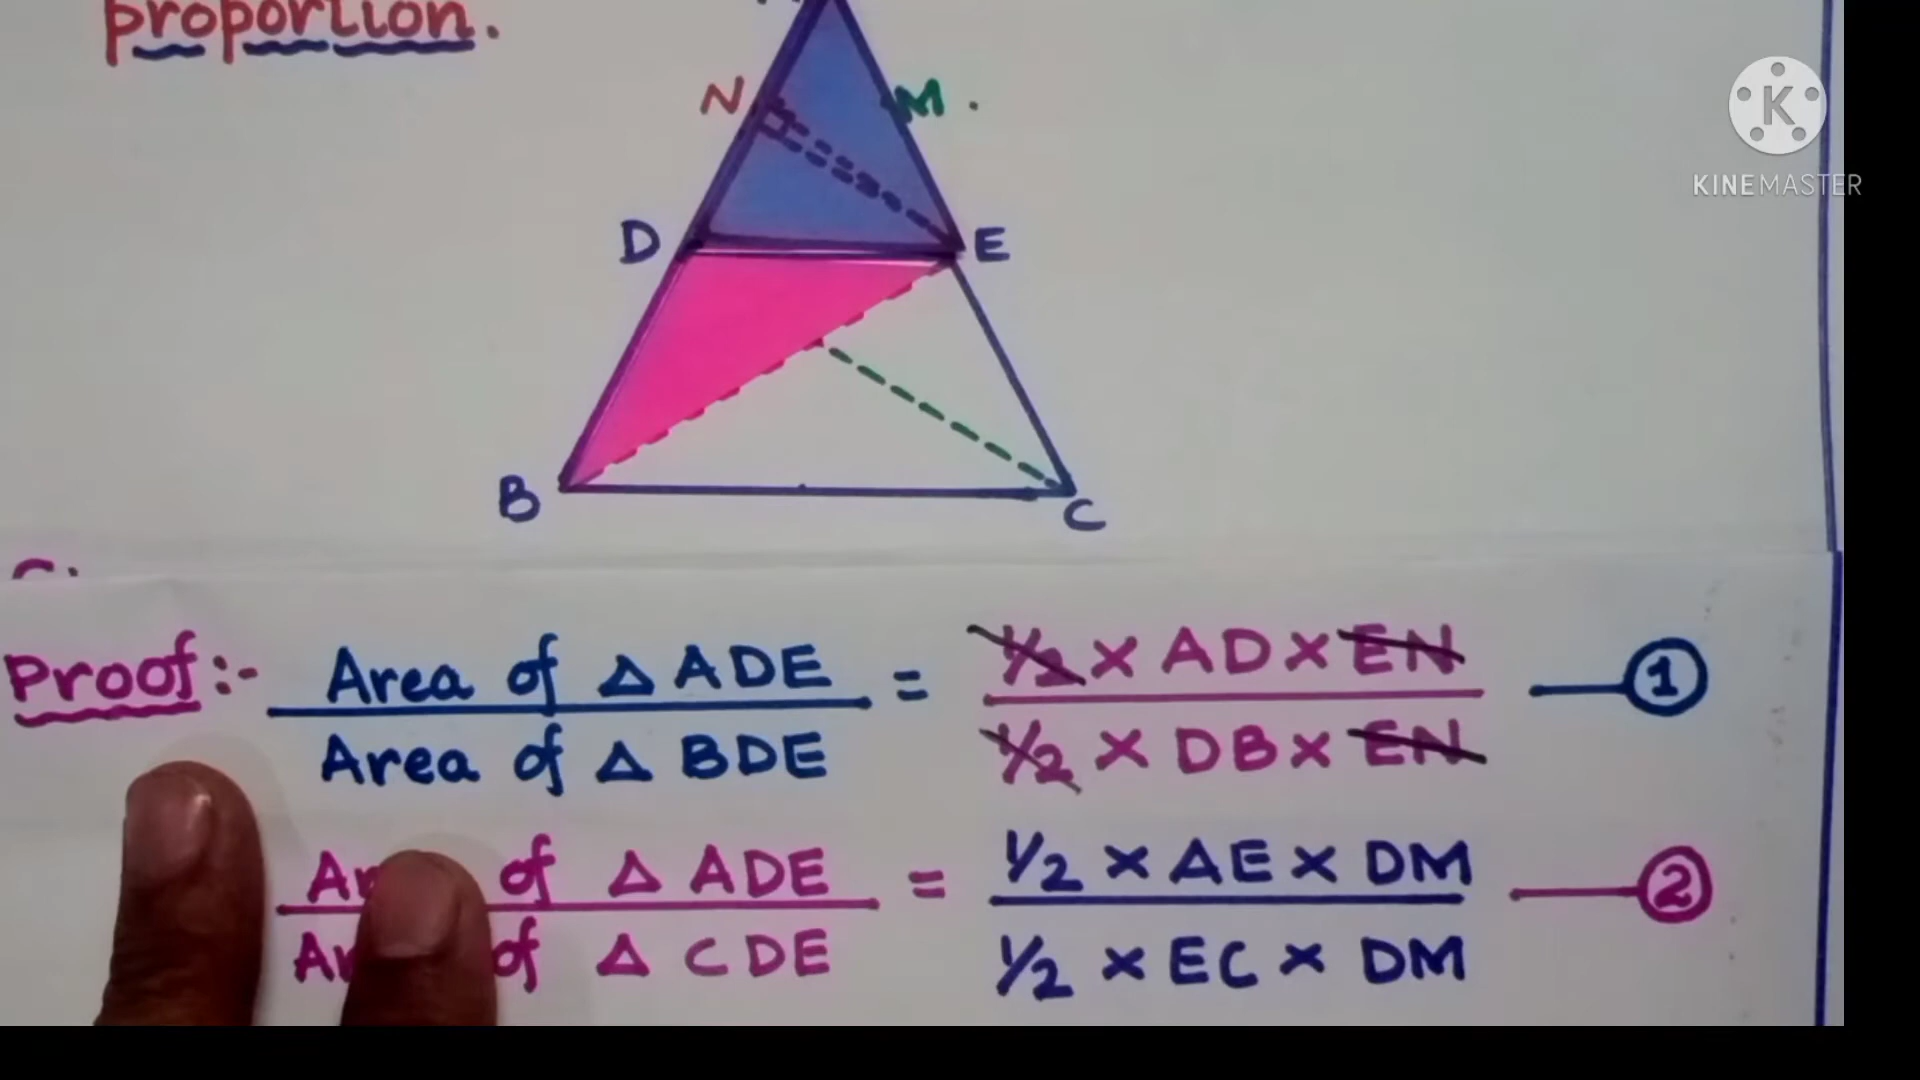 proportion.
N
M.
D
E
B
C
Proof:- Area of △ ADE / Area of △ BDE = 1/2 × AD × EN / 1/2 × DB × EN — 1
of △ ADE / of △ CDE = 1/2 × AE × DM / 1/2 × EC × DM — 2
K
KINEMASTER